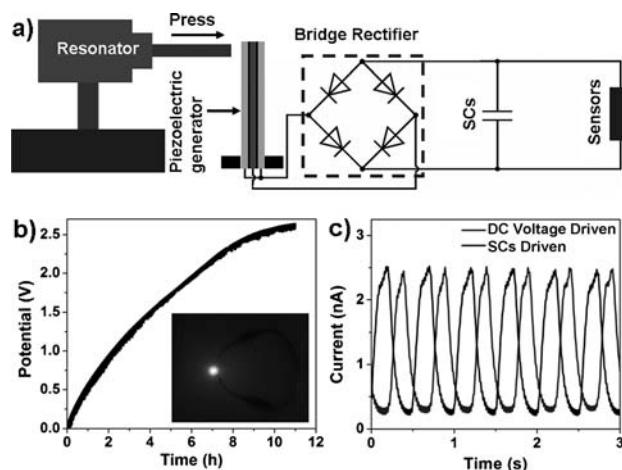 a)
Press
Resonator
Piezoelectric
generator
Bridge Rectifier
SCs
Sensors
b)
Potential (V)
2.5
2.0
1.5
1.0
0.5
0.0
0 2 4 6 8 10 12
Time (h)
c)
DC Voltage Driven
SCs Driven
Current (nA)
3
2
1
0
0 1 2 3
Time (s)